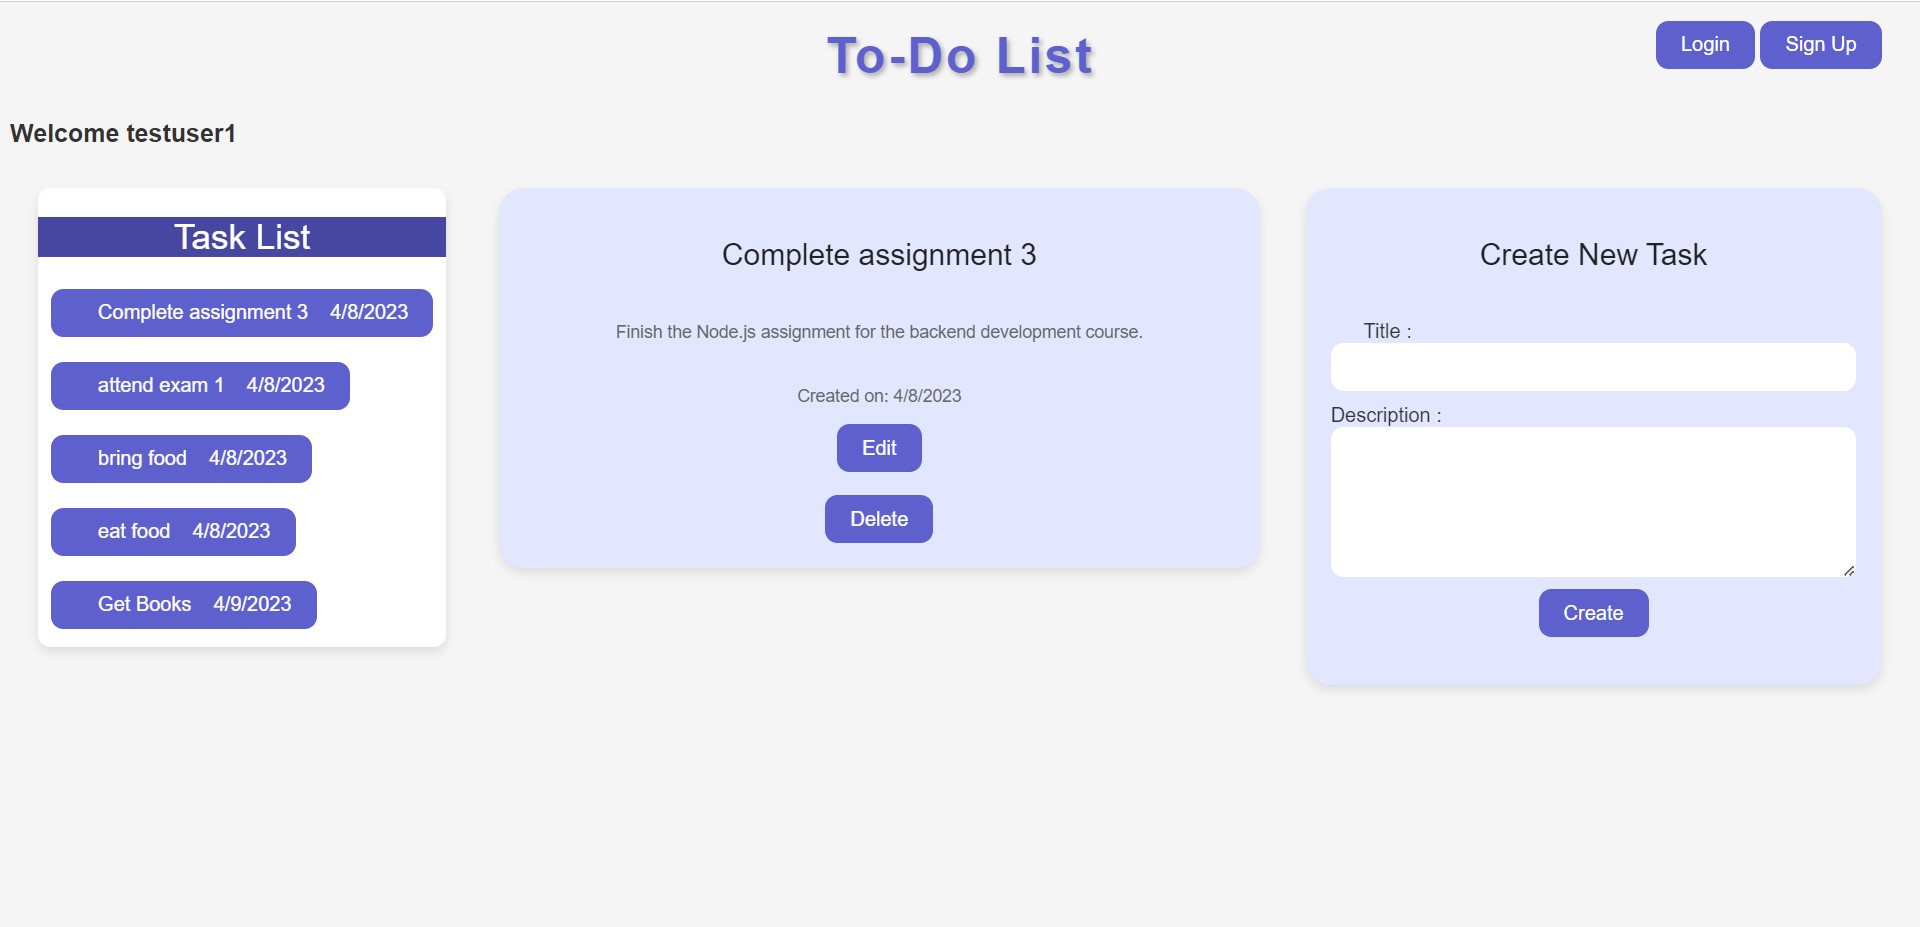 To-Do List
Login
Sign Up
Welcome testuser1
Task List
Complete assignment 3 4/8/2023
attend exam 1 4/8/2023
bring food 4/8/2023
eat food 4/8/2023
Get Books 4/9/2023
Complete assignment 3
Finish the Node.js assignment for the backend development course.
Created on: 4/8/2023
Edit
Delete
Create New Task
Title :
Description :
Create